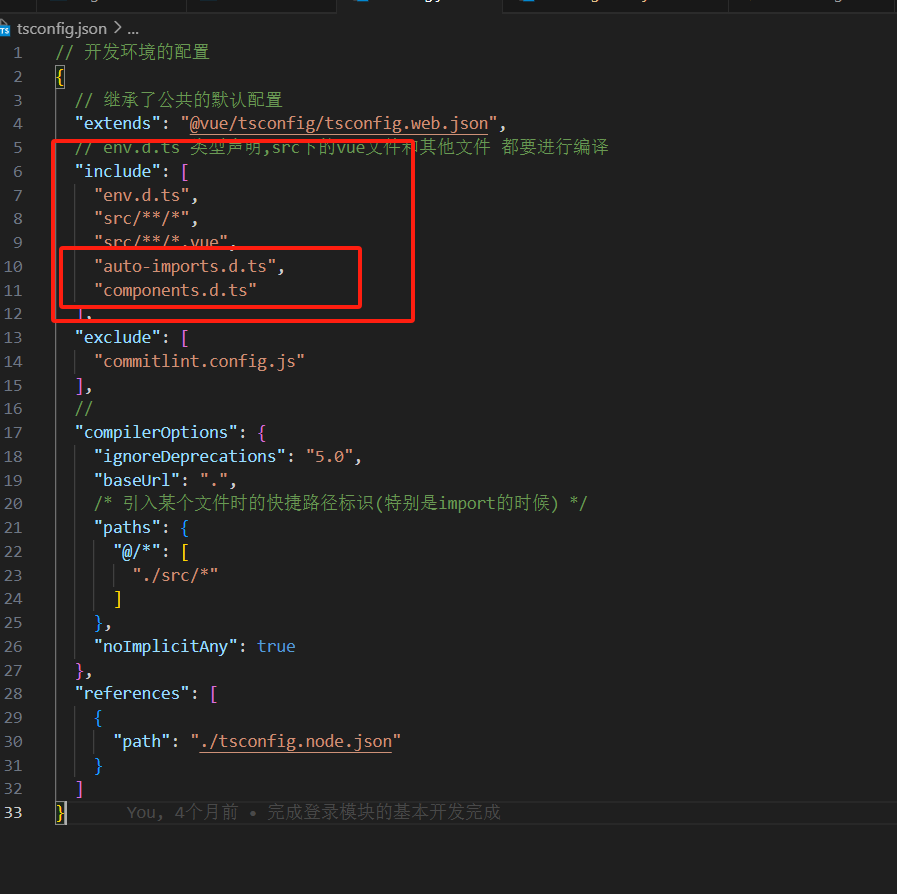 TS tsconfig.json > ...
1 // 开发环境的配置
2 {
3 // 继承了公共的默认配置
4 "extends": "@vue/tsconfig/tsconfig.web.json",
5 // env.d.ts 类型声明,src下的vue文件和其他文件 都要进行编译
6 "include": [
7 "env.d.ts",
8 "src/**/*",
9 "src/**/*.vue",
10 "auto-imports.d.ts",
11 "components.d.ts"
12 ],
13 "exclude": [
14 "commitlint.config.js"
15 ],
16 //
17 "compilerOptions": {
18 "ignoreDeprecations": "5.0",
19 "baseUrl": ".",
20 /* 引入某个文件时的快捷路径标识(特别是import的时候) */
21 "paths": {
22 "@/*": [
23 "./src/*"
24 ]
25 },
26 "noImplicitAny": true
27 },
28 "references": [
29 {
30 "path": "./tsconfig.node.json"
31 }
32 ]
33 } You, 4个月前 • 完成登录模块的基本开发完成